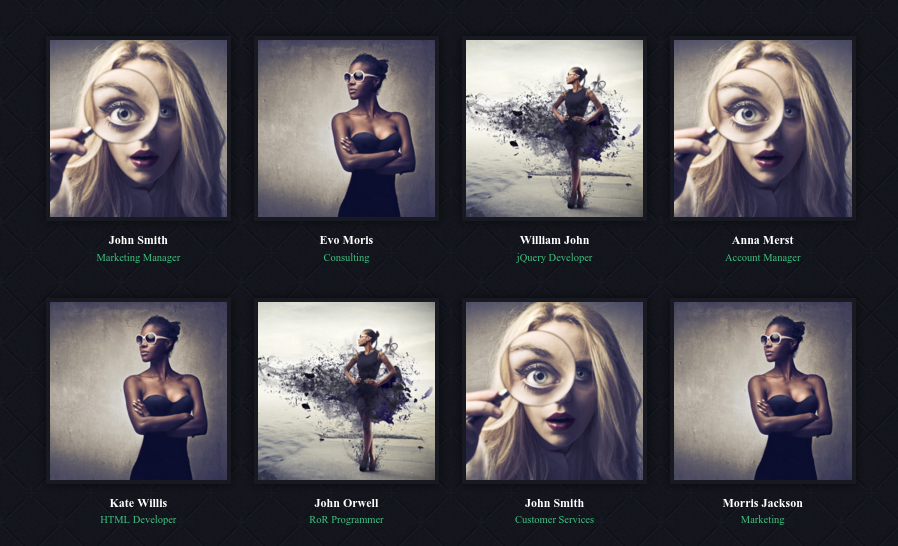 John Smith
Marketing Manager
Evo Moris
Consulting
William John
jQuery Developer
Anna Merst
Account Manager
Kate Willis
HTML Developer
John Orwell
RoR Programmer
John Smith
Customer Services
Morris Jackson
Marketing